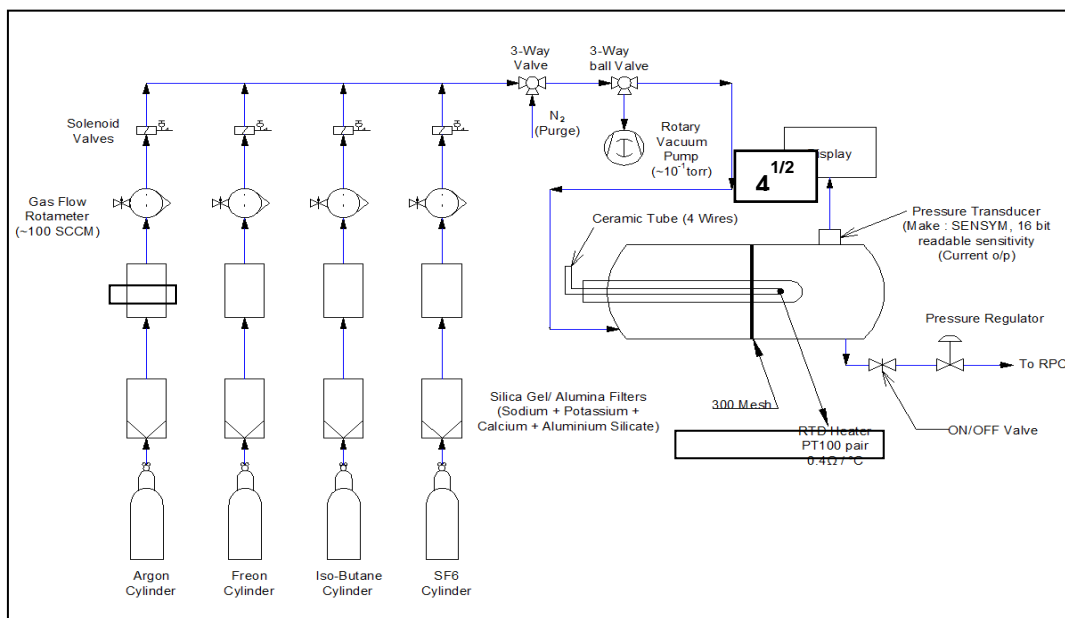 3-Way
Valve
3-Way
ball Valve
Solenoid
Valves
N₂
(Purge)
Rotary
Vacuum
Pump
(~10⁻¹torr)
4 1/2
Display
Gas Flow
Rotameter
(~100 SCCM)
Ceramic Tube (4 Wires)
Pressure Transducer
(Make : SENSYM, 16 bit
readable sensitivity
(Current o/p)
Pressure Regulator
To RPC
Silica Gel/ Alumina Filters
(Sodium + Potassium +
Calcium + Aluminium Silicate)
300 Mesh
RTD Heater
PT100 pair
0.4Ω / °C
ON/OFF Valve
Argon
Cylinder
Freon
Cylinder
Iso-Butane
Cylinder
SF6
Cylinder